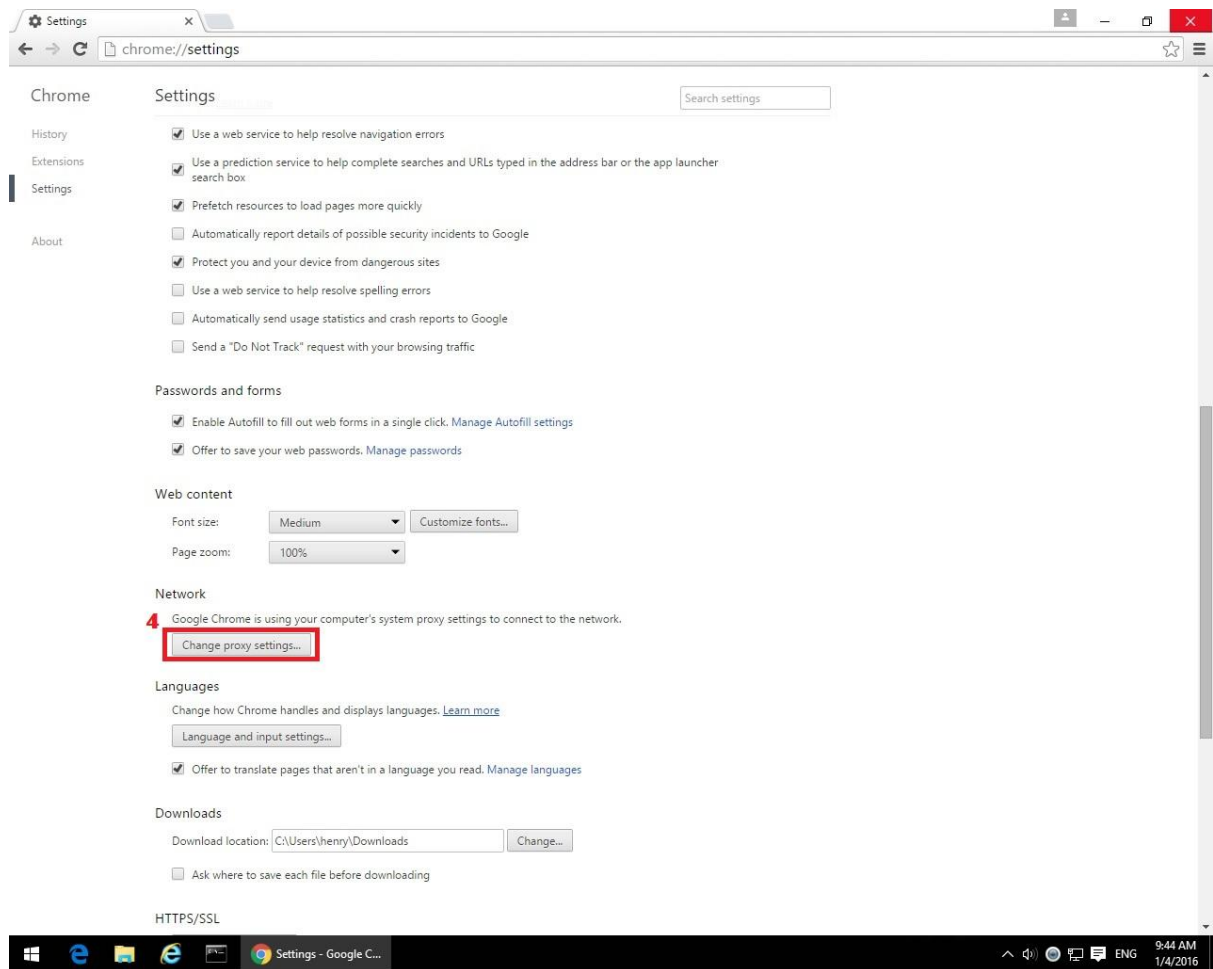 Settings
chrome://settings
Chrome
Settings
Search settings
History
Extensions
Settings
About
Use a web service to help resolve navigation errors
Use a prediction service to help complete searches and URLs typed in the address bar or the app launcher
search box
Prefetch resources to load pages more quickly
Automatically report details of possible security incidents to Google
Protect you and your device from dangerous sites
Use a web service to help resolve spelling errors
Automatically send usage statistics and crash reports to Google
Send a "Do Not Track" request with your browsing traffic
Passwords and forms
Enable Autofill to fill out web forms in a single click. Manage Autofill settings
Offer to save your web passwords. Manage passwords
Web content
Font size: Medium Customize fonts...
Page zoom: 100%
Network
Google Chrome is using your computer's system proxy settings to connect to the network.
4
Change proxy settings...
Languages
Change how Chrome handles and displays languages. Learn more
Language and input settings...
Offer to translate pages that aren't in a language you read. Manage languages
Downloads
Download location: C:\Users\henry\Downloads Change...
Ask where to save each file before downloading
HTTPS/SSL
Settings - Google C...
ENG
9:44 AM
1/4/2016